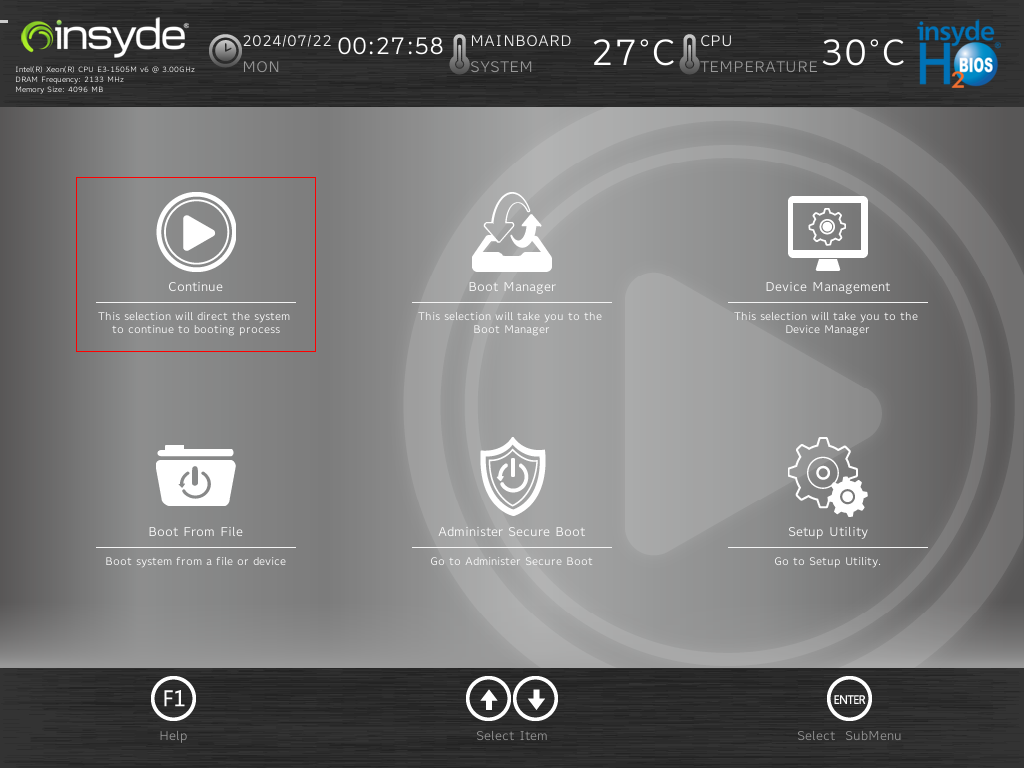 insyde®
Intel(R) Xeon(R) CPU E3-1505M v6 @ 3.00GHz
DRAM Frequency: 2133 MHz
Memory Size: 4096 MB
2024/07/22
MON
00:27:58
MAINBOARD
SYSTEM
27°C
CPU
TEMPERATURE
30°C
insyde®
H2BIOS
Continue
This selection will direct the system
to continue to booting process
Boot Manager
This selection will take you to the
Boot Manager
Device Management
This selection will take you to the
Device Manager
Boot From File
Boot system from a file or device
Administer Secure Boot
Go to Administer Secure Boot
Setup Utility
Go to Setup Utility.
F1
Help
Select Item
ENTER
Select SubMenu